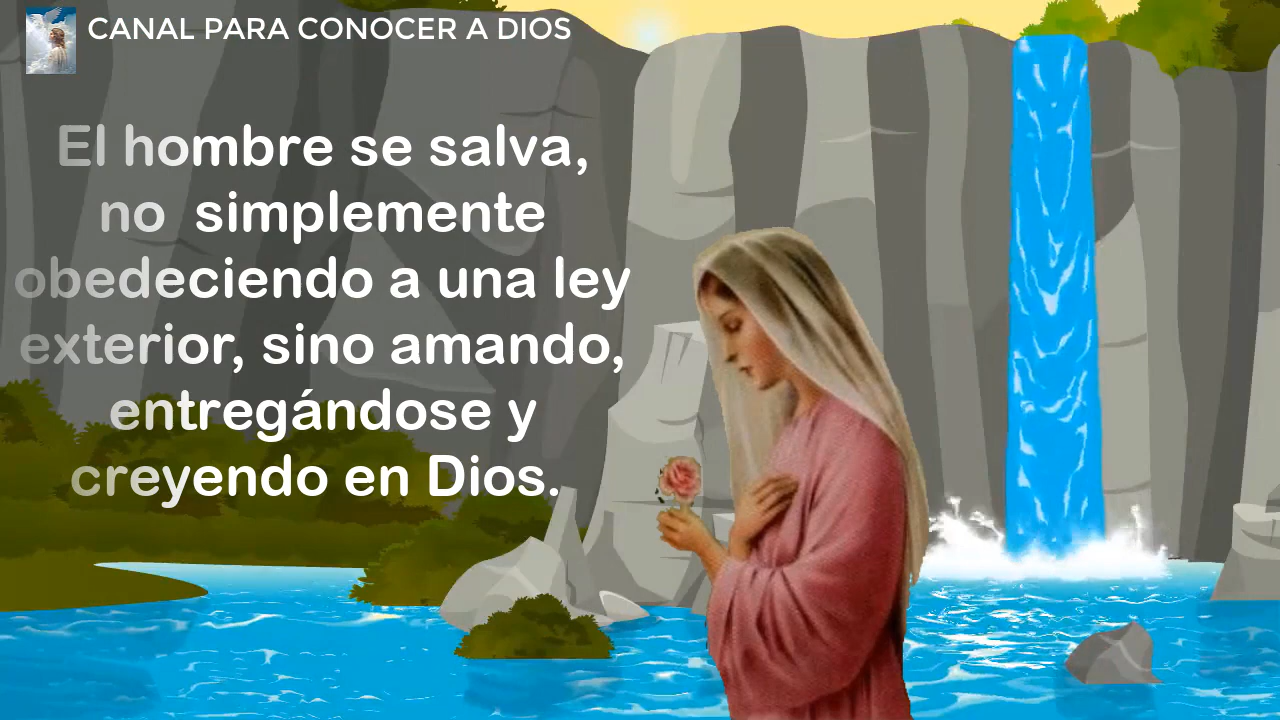 CANAL PARA CONOCER A DIOS
El hombre se salva,
no simplemente
obedeciendo a una ley
exterior, sino amando,
entregándose y
creyendo en Dios.